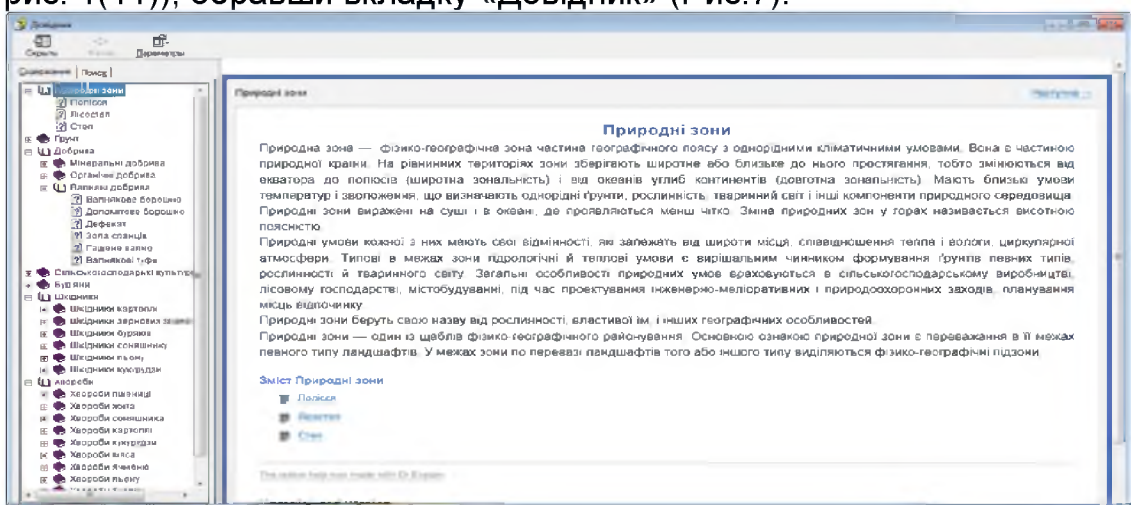 рис. 1(11)), обравши вкладку «Довідник» (Рис.7).
Довідник
Скрыть
Параметры
Содержание Поиск
Природні зони
Полісся
Лісостеп
Степ
Ґрунт
Добрива
Мінеральні добрива
Органічні добрива
Вапняні добрива
Вапнякове борошно
Доломітове борошно
Дефекат
Зола сланців
Гашене вапно
Вапнякові туфи
Сільськогосподарські культури
Бур'яни
Шкідники
Шкідники картоплі
Шкідники зернових
Шкідники буряків
Шкідники соняшнику
Шкідники льону
Шкідники кукурудзи
Хвороби
Хвороби пшениці
Хвороби жита
Хвороби соняшника
Хвороби картоплі
Хвороби кукурудзи
Хвороби вівса
Хвороби ячменю
Хвороби льону
Природні зони
Наступна
Природні зони
Природна зона — фізико-географічна зона частина географічного поясу з однорідними кліматичними умовами. Вона є частиною
природної країни. На рівнинних територіях зони зберігають широтне або близьке до нього простягання, тобто змінюються від
екватора до полюсів (широтна зональність) і від океанів углиб континентів (довготна зональність). Мають близькі умови
температур і зволоження, що визначають однорідні ґрунти, рослинність, тваринний світ і інші компоненти природного середовища.
Природні зони виражені на суші і в океані, де проявляються менш чітко. Зміна природних зон у горах називається висотною
поясністю.
Природні умови кожної з них мають свої відмінності, які залежать від широти місця, співвідношення тепла і вологи, циркулярної
атмосфери. Типові в межах зони гідрологічні й теплові умови є вирішальним чинником формування ґрунтів певних типів,
рослинності й тваринного світу. Загальні особливості природних умов враховуються в сільськогосподарському виробництві,
лісовому господарстві, містобудуванні, під час проектування інженерно-меліоративних і природоохоронних заходів, планування
місць відпочинку.
Природні зони беруть свою назву від рослинності, властивої їм, і інших географічних особливостей.
Природні зони — один із щаблів фізико-географічного районування. Основною ознакою природної зони є переважання в її межах
певного типу ландшафтів. У межах зони по перевазі ландшафтів того або іншого типу виділяються фізико-географічні підзони.
Зміст Природні зони
Полісся
Лісостеп
Степ